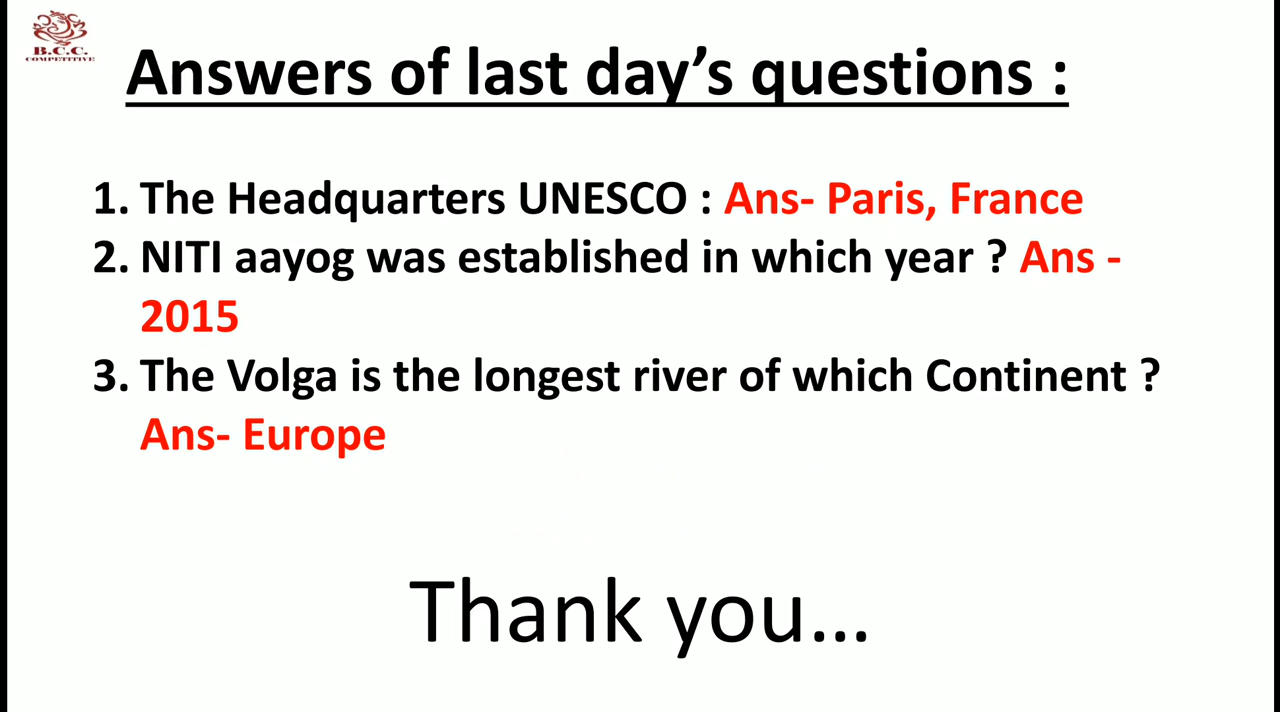 B.C.C.
COMPETITIVE
Answers of last day’s questions :
1. The Headquarters UNESCO : Ans- Paris, France
2. NITI aayog was established in which year ? Ans -
2015
3. The Volga is the longest river of which Continent ?
Ans- Europe
Thank you...